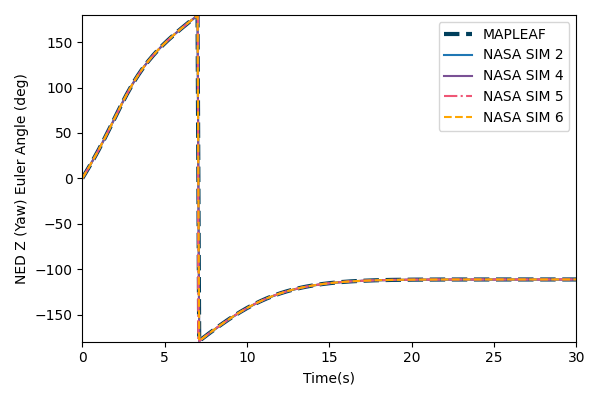 NED Z (Yaw) Euler Angle (deg)
150
100
50
0
−50
−100
−150
MAPLEAF
NASA SIM 2
NASA SIM 4
NASA SIM 5
NASA SIM 6
0 5 10 15 20 25 30
Time(s)